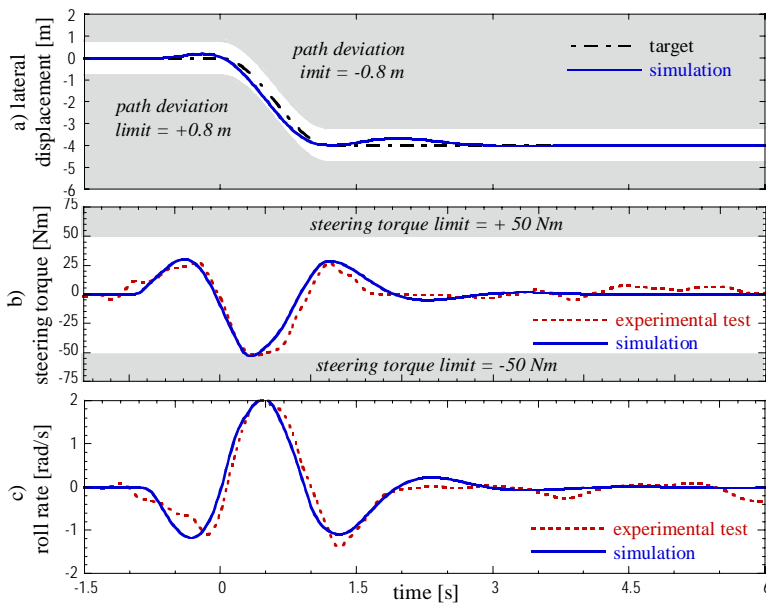 2
1
0
-1
-2
-3
-4
-5
-6
a) lateral
displacement [m]
path deviation
imit = -0.8 m
path deviation
limit = +0.8 m
target
simulation
75
50
25
0
-25
-50
-75
b)
steering torque [Nm]
steering torque limit = + 50 Nm
experimental test
simulation
steering torque limit = -50 Nm
2
1
0
-1
-2
c)
roll rate [rad/s]
experimental test
simulation
-1.5
0
1.5
3
4.5
6
time [s]